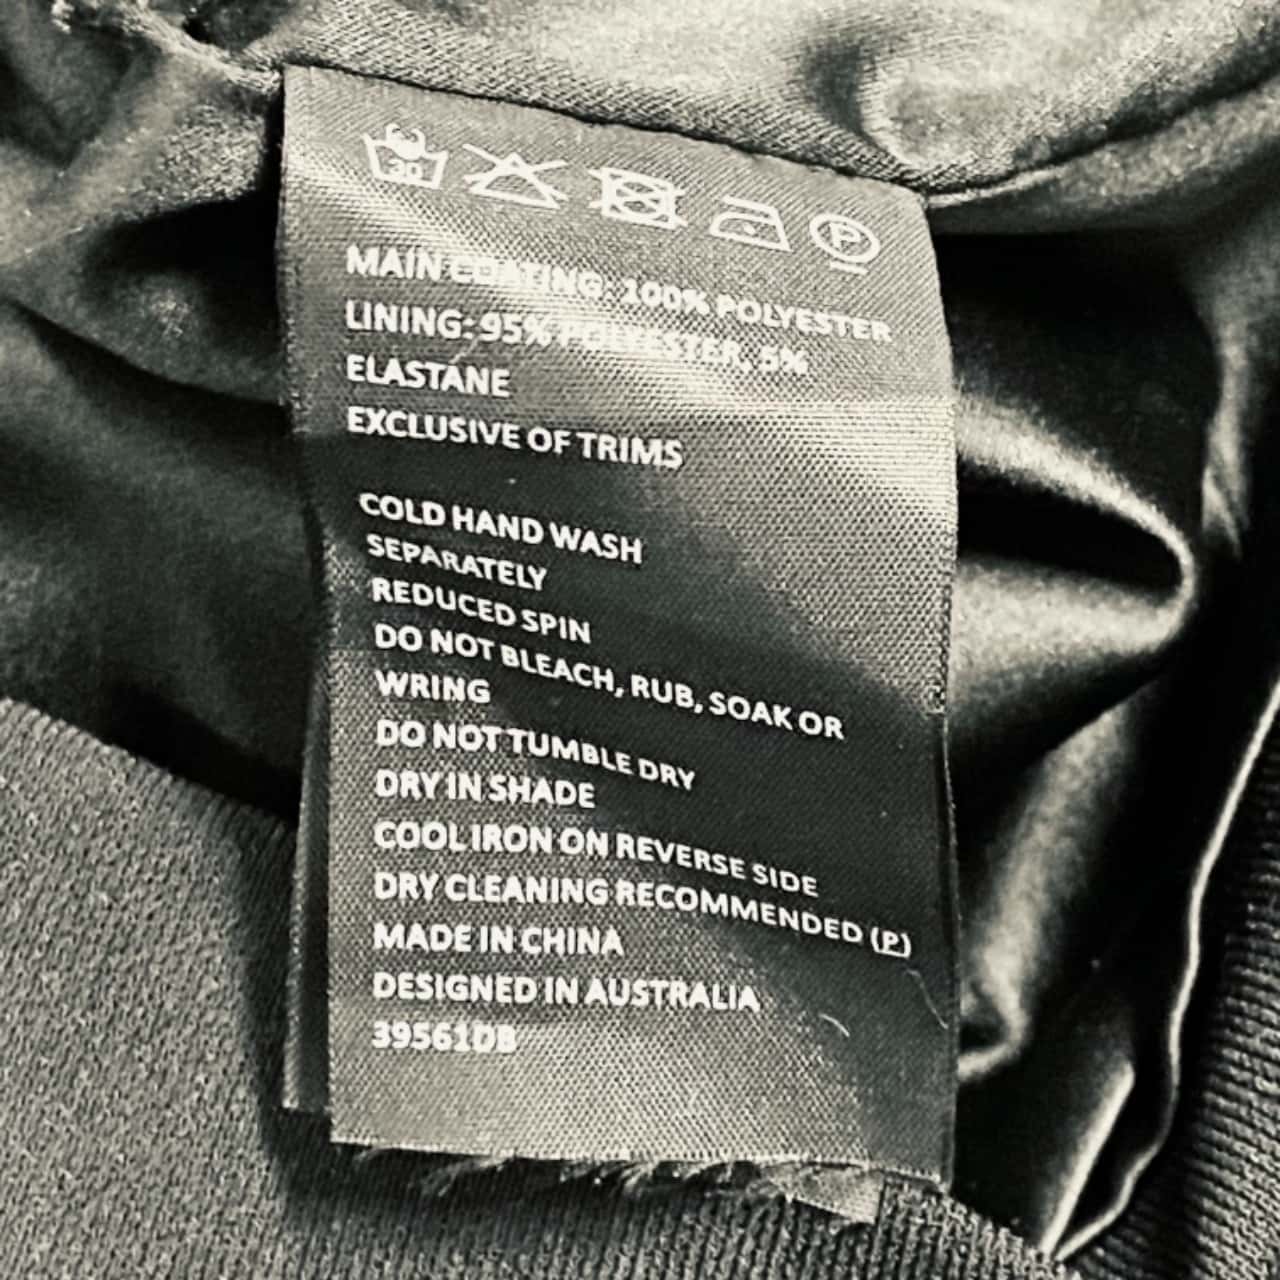 30
P
MAIN COATING: 100% POLYESTER
LINING: 95% POLYESTER, 5%
ELASTANE
EXCLUSIVE OF TRIMS
COLD HAND WASH
SEPARATELY
REDUCED SPIN
DO NOT BLEACH, RUB, SOAK OR
WRING
DO NOT TUMBLE DRY
DRY IN SHADE
COOL IRON ON REVERSE SIDE
DRY CLEANING RECOMMENDED (P)
MADE IN CHINA
DESIGNED IN AUSTRALIA
39561DB